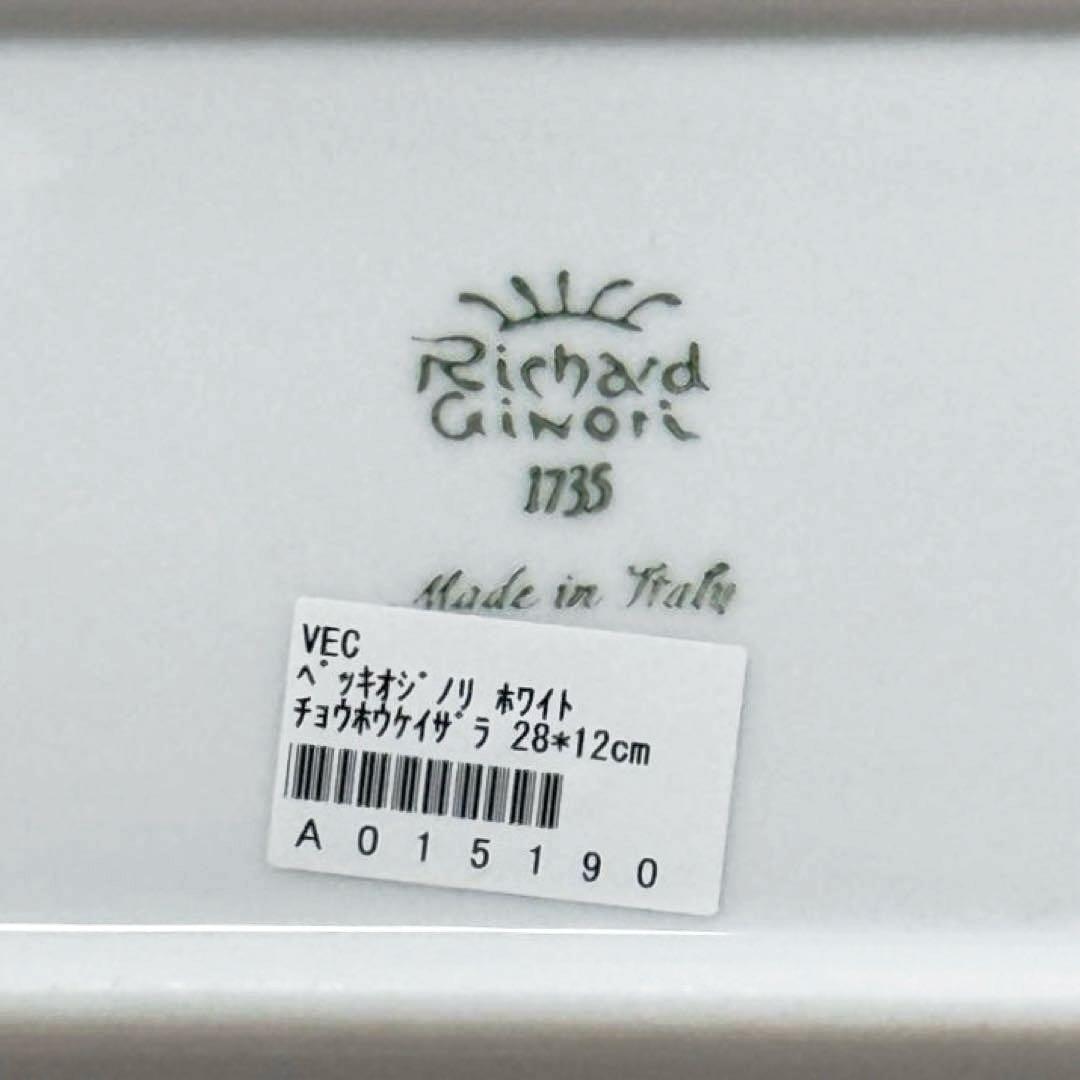 Richard
Ginori
1735
Made in Italy
VEC
ベッキオジノリ ホワイト
チョウホウケイザラ 28*12cm
A015190